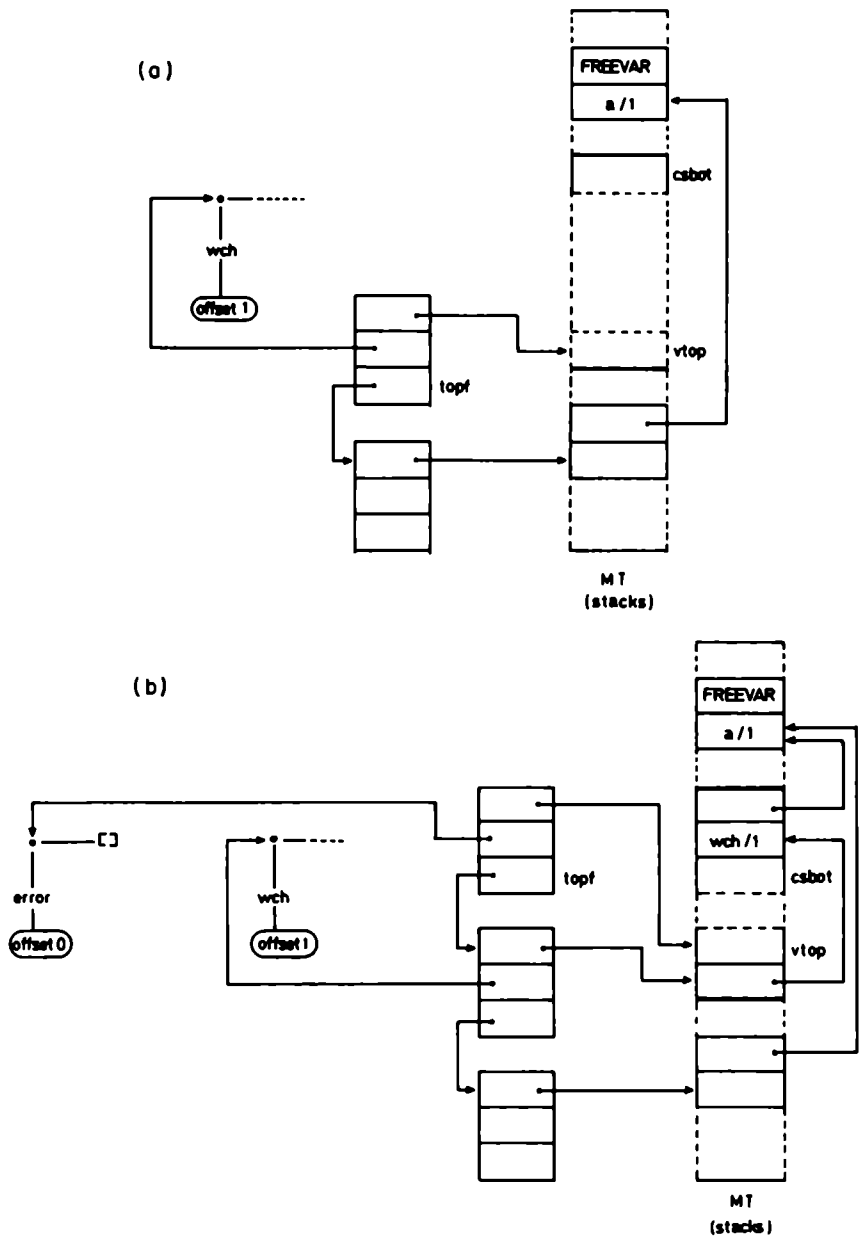 (a)
FREEVAR
a/1
csbot
wch
offset 1
vtop
topf
MT
(stacks)
(b)
FREEVAR
a/1
[]
wch/1
error
wch
topf
csbot
offset 0
offset 1
vtop
MT
(stacks)